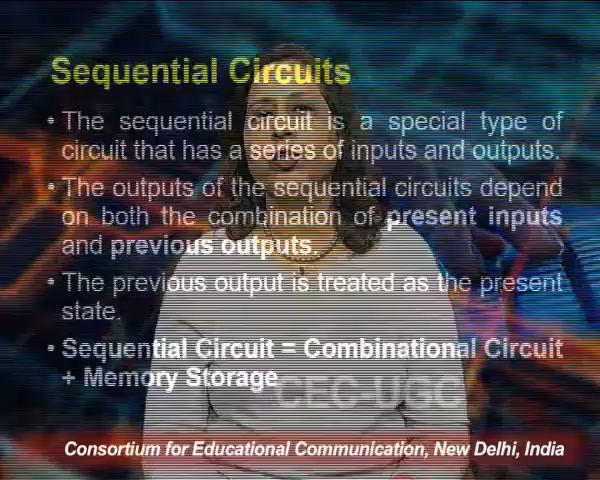 Sequential Circuits
• The sequential circuit is a special type of
circuit that has a series of inputs and outputs.
• The outputs of the sequential circuits depend
on both the combination of present inputs
and previous outputs.
• The previous output is treated as the present
state.
• Sequential Circuit = Combinational Circuit
+ Memory Storage
CEC-UGC
Consortium for Educational Communication, New Delhi, India